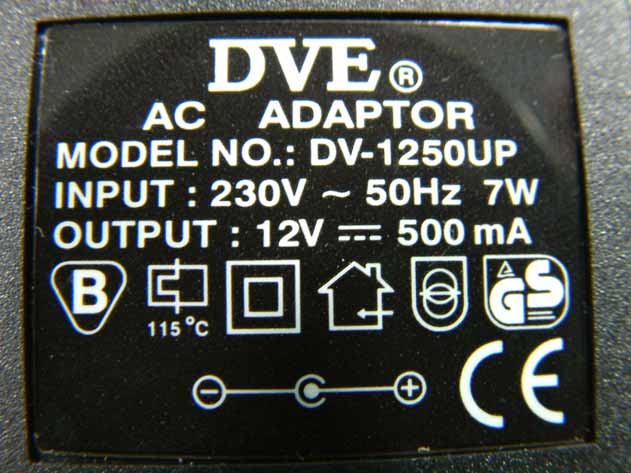 DVE®
AC ADAPTOR
MODEL NO.: DV-1250UP
INPUT : 230V ~ 50Hz 7W
OUTPUT : 12V ⎓ 500 mA
B
115 °C
GS
CE